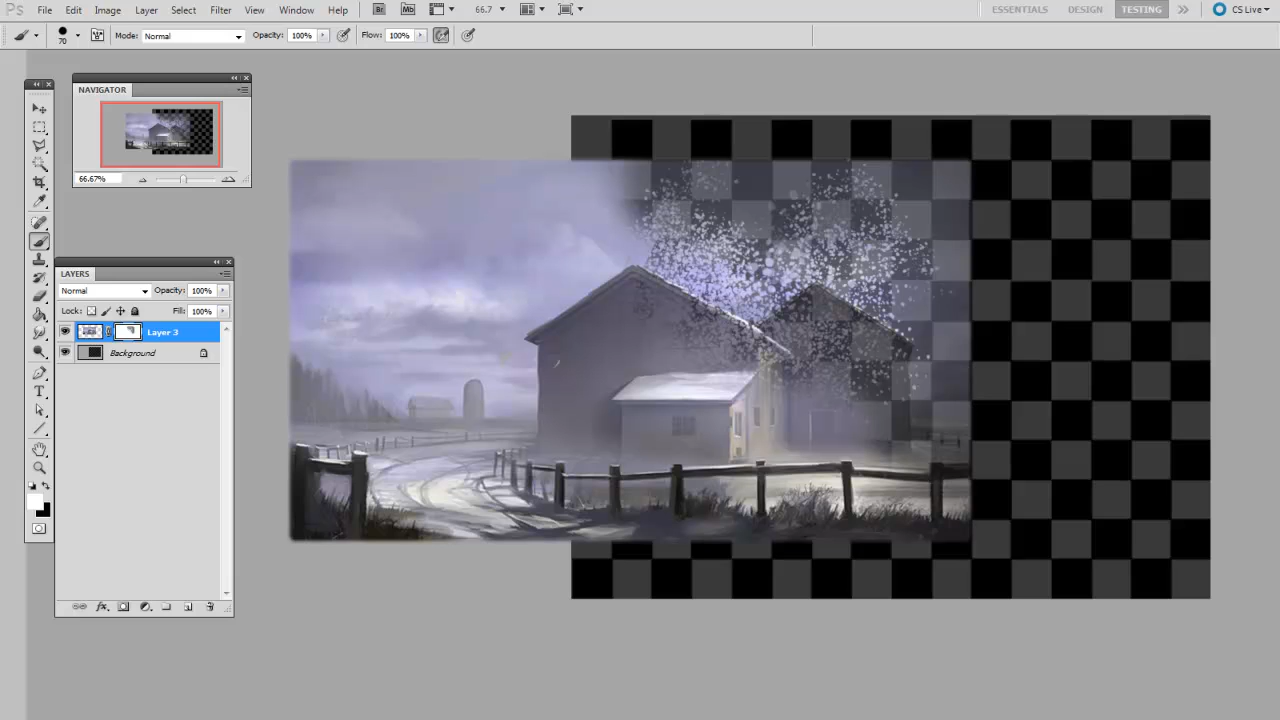 Ps File Edit Image Layer Select Filter View Window Help Br Mb 66.7 ESSENTIALS DESIGN TESTING CS Live
70 Mode: Normal Opacity: 100% Flow: 100%
NAVIGATOR
66.67%
LAYERS
Normal Opacity: 100%
Lock: Fill: 100%
Layer 3
Background
T
fx